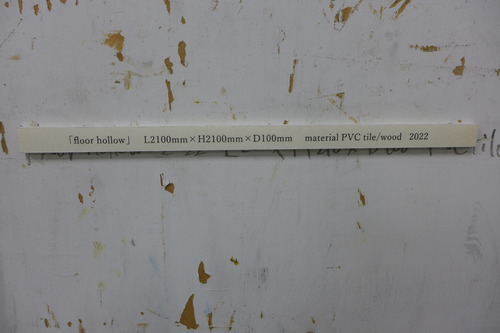 「floor hollow」 L2100mm×H2100mm×D100mm material PVC tile/wood 2022